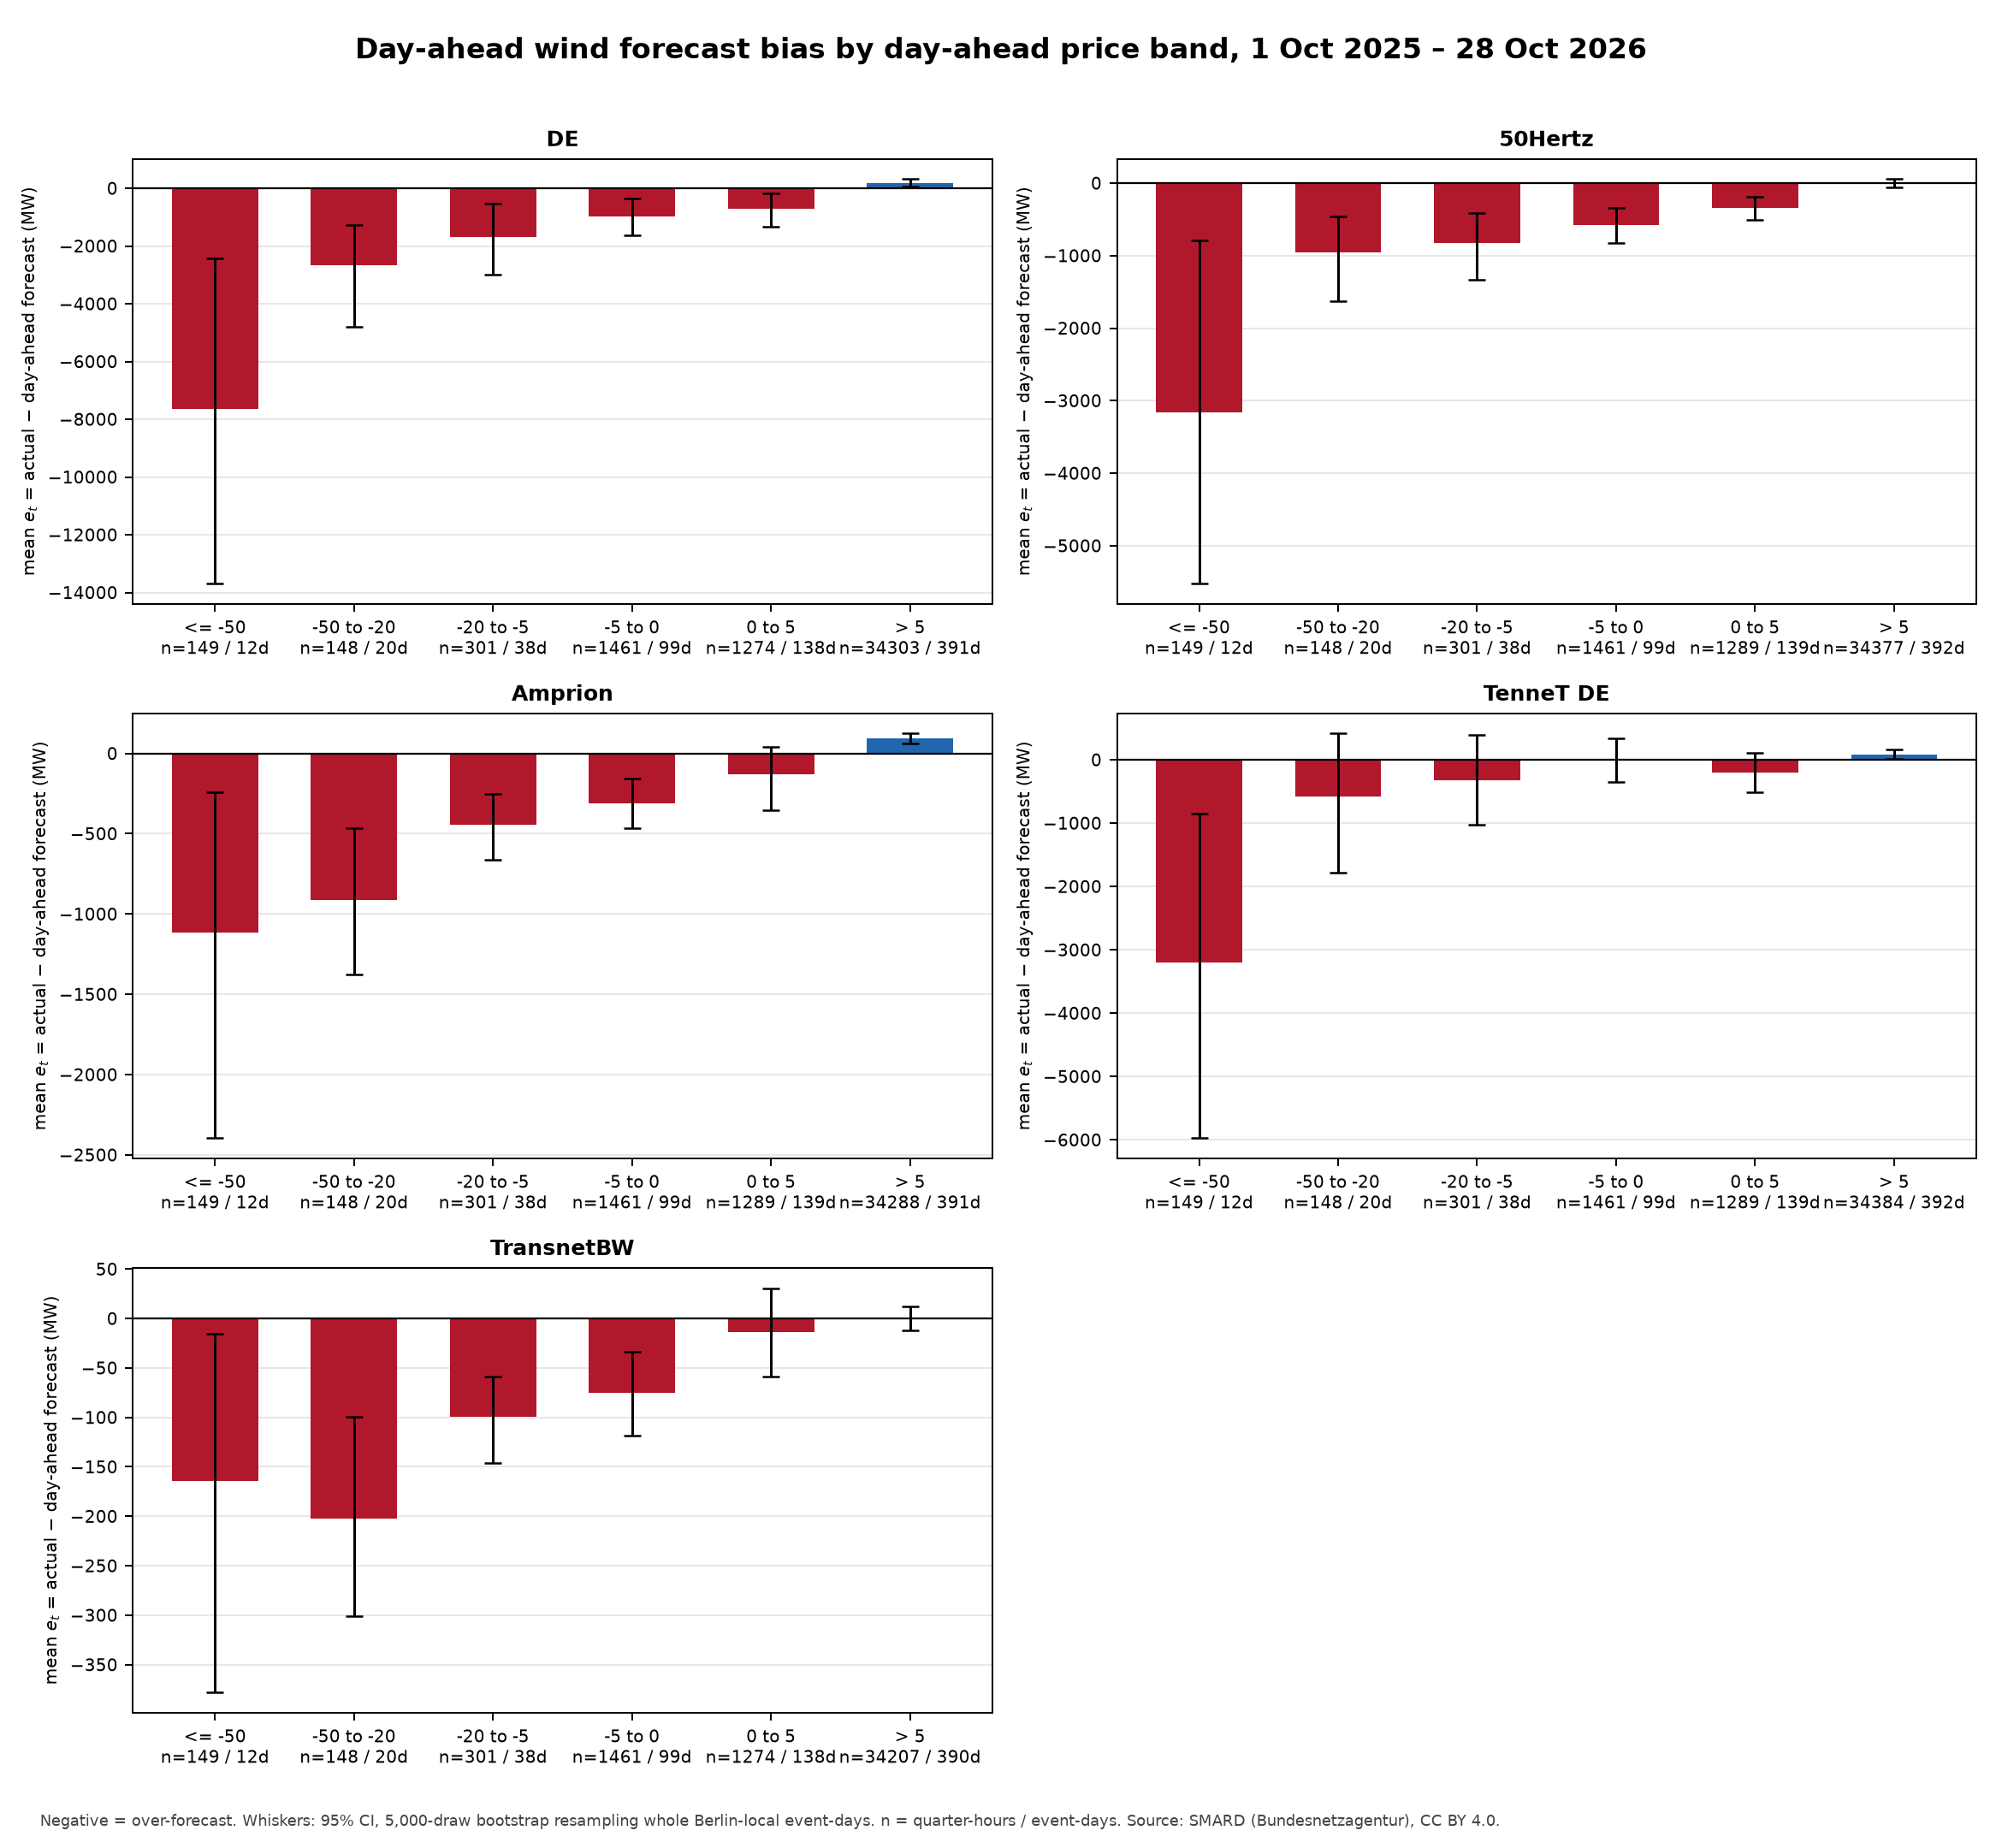 Day-ahead wind forecast bias by day-ahead price band, 1 Oct 2025 – 28 Oct 2026
DE
mean e_t = actual − day-ahead forecast (MW)
0
−2000
−4000
−6000
−8000
−10000
−12000
−14000
<= -50 -50 to -20 -20 to -5 -5 to 0 0 to 5 > 5
n=149 / 12d n=148 / 20d n=301 / 38d n=1461 / 99d n=1274 / 138d n=34303 / 391d
50Hertz
mean e_t = actual − day-ahead forecast (MW)
0
−1000
−2000
−3000
−4000
−5000
<= -50 -50 to -20 -20 to -5 -5 to 0 0 to 5 > 5
n=149 / 12d n=148 / 20d n=301 / 38d n=1461 / 99d n=1289 / 139d n=34377 / 392d
Amprion
mean e_t = actual − day-ahead forecast (MW)
0
−500
−1000
−1500
−2000
−2500
<= -50 -50 to -20 -20 to -5 -5 to 0 0 to 5 > 5
n=149 / 12d n=148 / 20d n=301 / 38d n=1461 / 99d n=1289 / 139d n=34288 / 391d
TenneT DE
mean e_t = actual − day-ahead forecast (MW)
0
−1000
−2000
−3000
−4000
−5000
−6000
<= -50 -50 to -20 -20 to -5 -5 to 0 0 to 5 > 5
n=149 / 12d n=148 / 20d n=301 / 38d n=1461 / 99d n=1289 / 139d n=34384 / 392d
TransnetBW
mean e_t = actual − day-ahead forecast (MW)
50
0
−50
−100
−150
−200
−250
−300
−350
<= -50 -50 to -20 -20 to -5 -5 to 0 0 to 5 > 5
n=149 / 12d n=148 / 20d n=301 / 38d n=1461 / 99d n=1274 / 138d n=34207 / 390d
Negative = over-forecast. Whiskers: 95% CI, 5,000-draw bootstrap resampling whole Berlin-local event-days. n = quarter-hours / event-days. Source: SMARD (Bundesnetzagentur), CC BY 4.0.